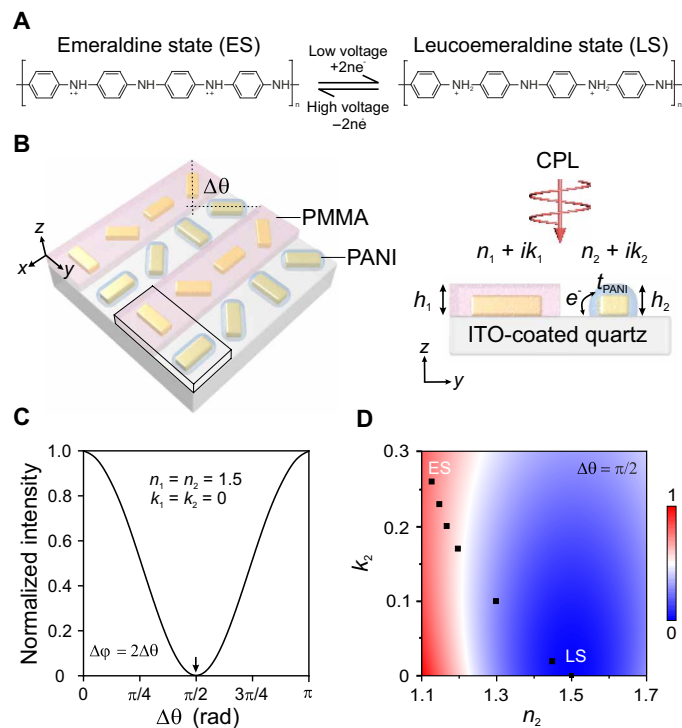 A
Emeraldine state (ES)
Low voltage
+2ne⁻
High voltage
−2ne
Leucoemeraldine state (LS)
NH NH NH NH n
NH₂ NH NH₂ NH n
+ +
B
Δθ
PMMA
PANI
z
x y
CPL
n₁ + ik₁ n₂ + ik₂
h₁ e⁻ t_PANI h₂
ITO-coated quartz
z
y
C
Normalized intensity
1.0
0.8
0.6
0.4
0.2
0
n₁ = n₂ = 1.5
k₁ = k₂ = 0
Δφ = 2Δθ
0 π/4 π/2 3π/4 π
Δθ (rad)
D
k₂
0.3
0.2
0.1
0
ES
Δθ = π/2
LS
1.1 1.3 1.5 1.7
n₂
1
0